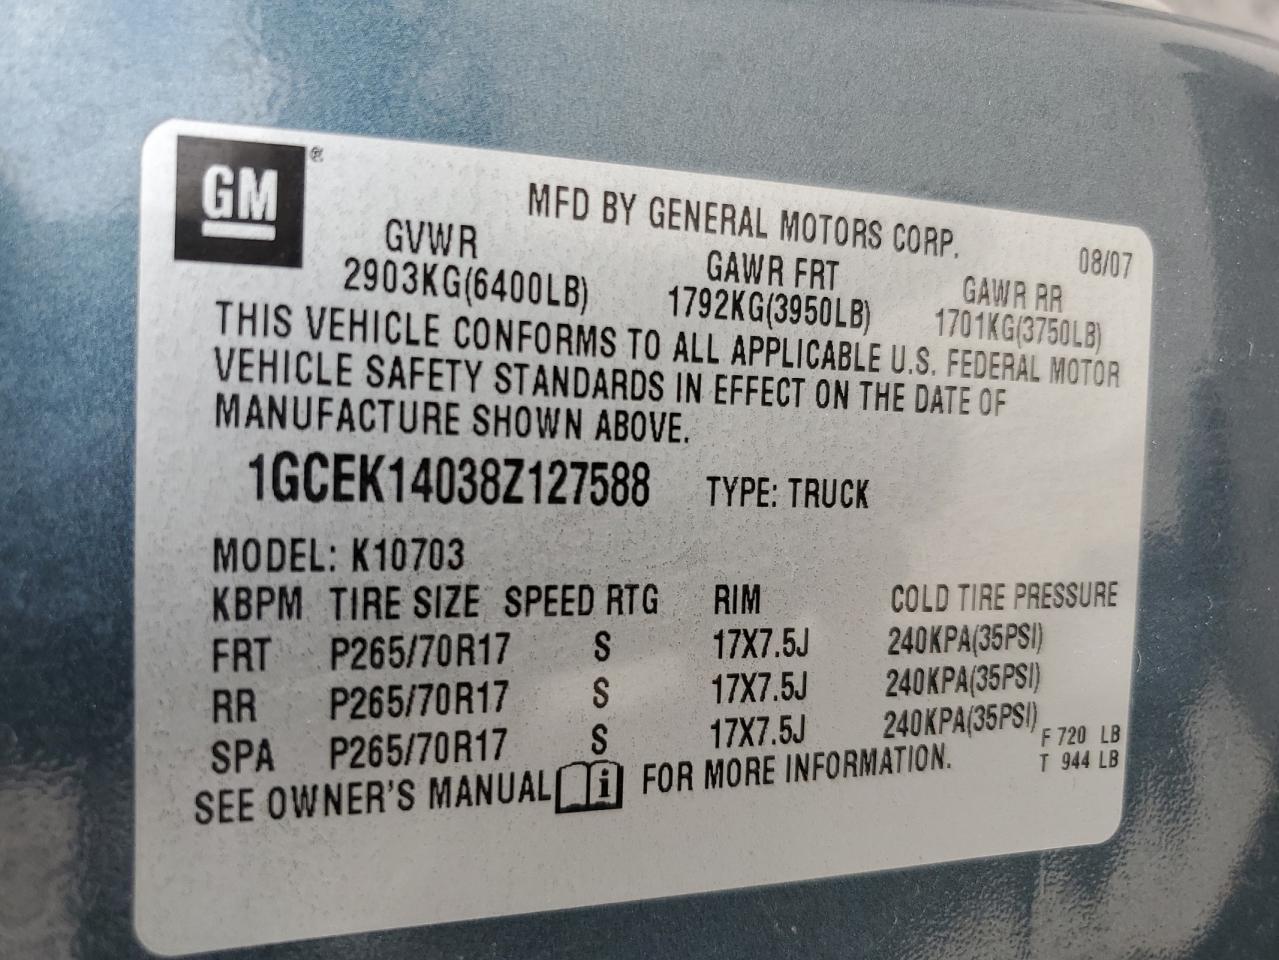 GM®
MFD BY GENERAL MOTORS CORP. 08/07
GVWR GAWR FRT GAWR RR
2903KG(6400LB) 1792KG(3950LB) 1701KG(3750LB)
THIS VEHICLE CONFORMS TO ALL APPLICABLE U.S. FEDERAL MOTOR
VEHICLE SAFETY STANDARDS IN EFFECT ON THE DATE OF
MANUFACTURE SHOWN ABOVE.
1GCEK14038Z127588 TYPE: TRUCK
MODEL: K10703
KBPM TIRE SIZE SPEED RTG RIM COLD TIRE PRESSURE
FRT P265/70R17 S 17X7.5J 240KPA(35PSI)
RR P265/70R17 S 17X7.5J 240KPA(35PSI)
SPA P265/70R17 S 17X7.5J 240KPA(35PSI)
F 720 LB
T 944 LB
SEE OWNER'S MANUAL i FOR MORE INFORMATION.